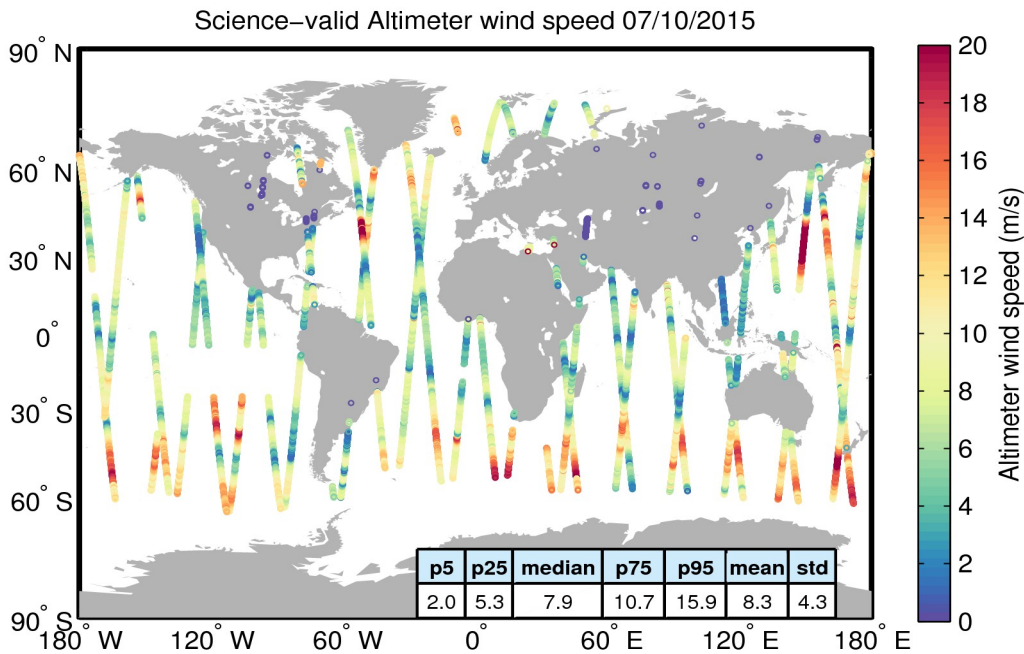 Science−valid Altimeter wind speed 07/10/2015
90° N
60° N
30° N
0°
30° S
60° S
90° S
180° W
120° W
60° W
0°
60° E
120° E
180° E
p5 p25 median p75 p95 mean std
2.0 5.3 7.9 10.7 15.9 8.3 4.3
20
18
16
14
12
10
8
6
4
2
0
Altimeter wind speed (m/s)